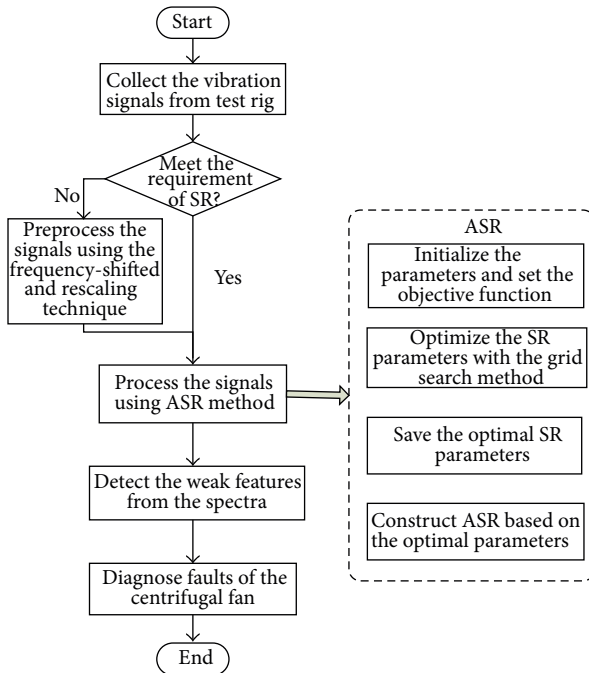 Start
Collect the vibration
signals from test rig
Meet the
requirement
of SR?
No
Yes
Preprocess the
signals using the
frequency-shifted
and rescaling
technique
Process the signals
using ASR method
Detect the weak features
from the spectra
Diagnose faults of the
centrifugal fan
End
ASR
Initialize the
parameters and set the
objective function
Optimize the SR
parameters with the grid
search method
Save the optimal SR
parameters
Construct ASR based on
the optimal parameters